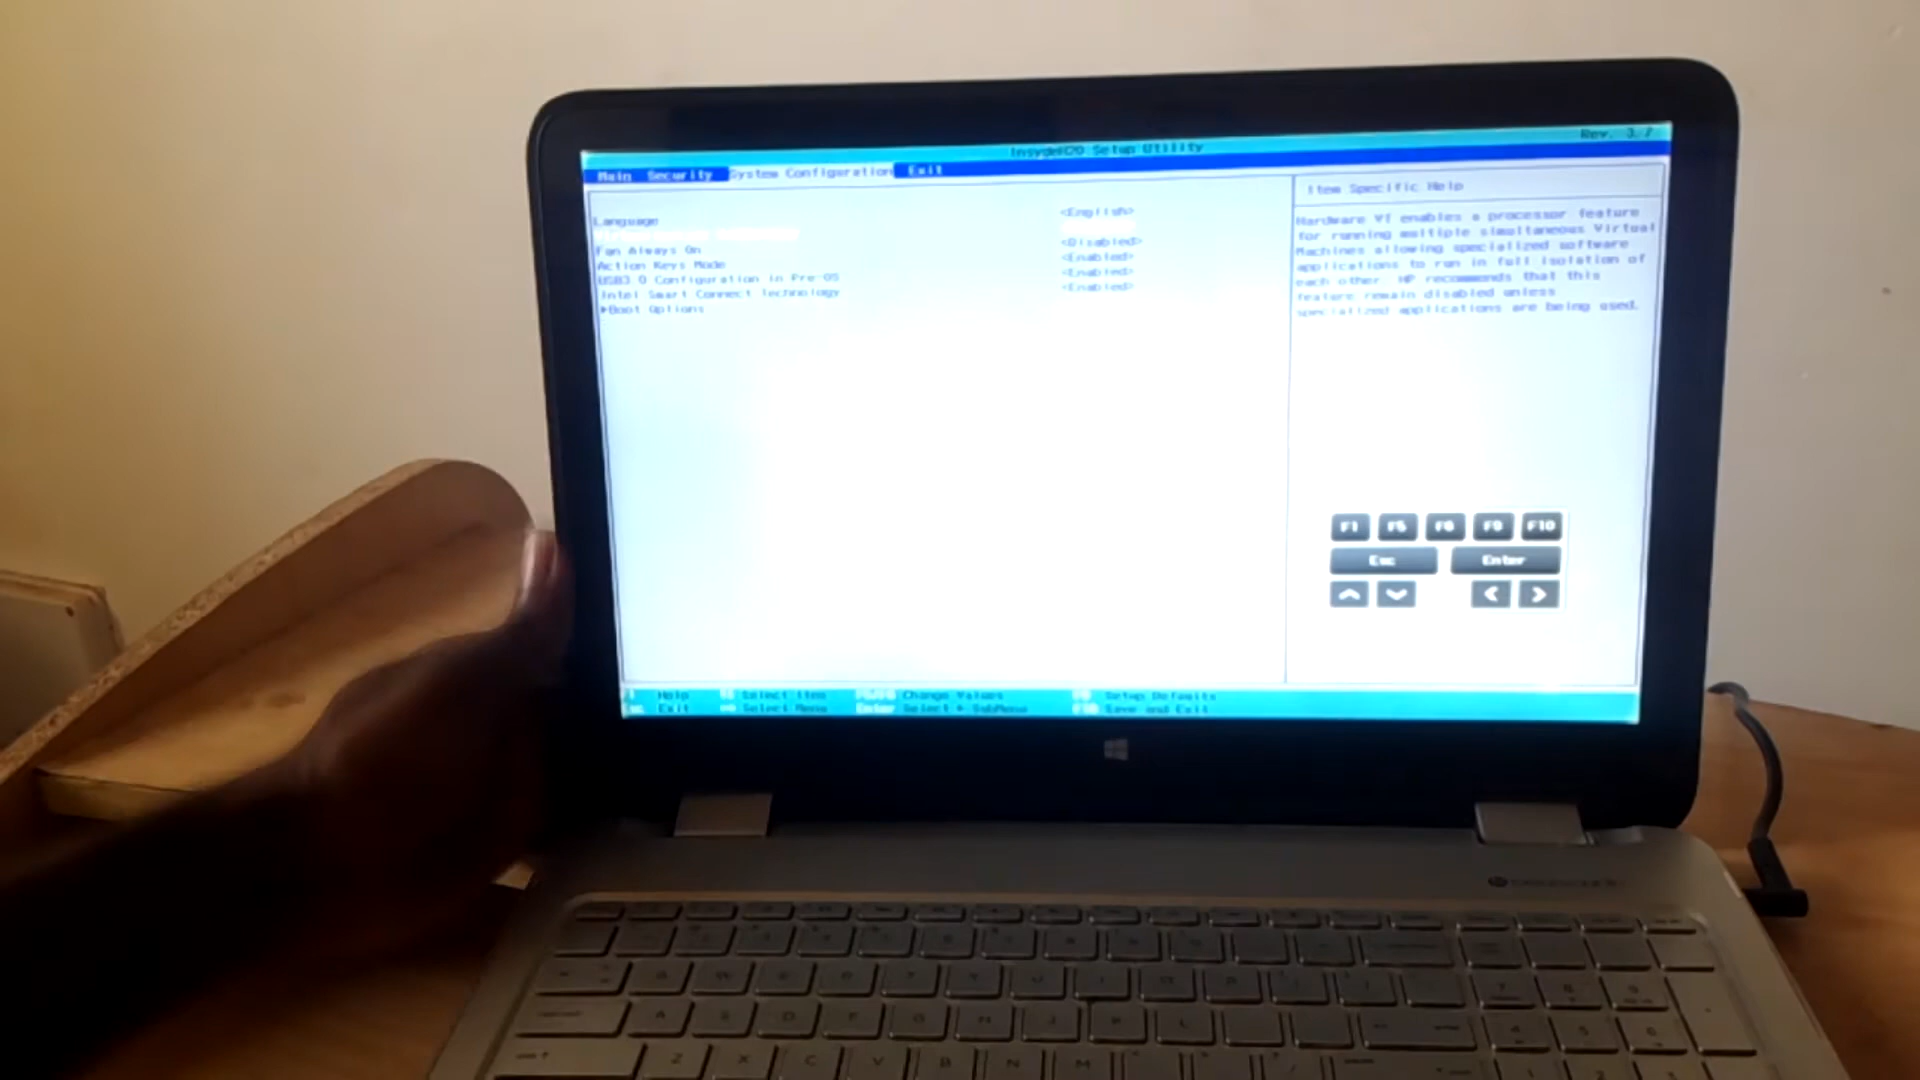 InsydeH20 Setup Utility
Rev. 3.7
Main Security System Configuration Exit
Language <English>
Fan Always On <Disabled>
Action Keys Mode <Enabled>
USB3.0 Configuration in Pre-OS <Enabled>
Intel Smart Connect Technology <Enabled>
Boot Options
Item Specific Help
Hardware VT enables a processor feature
for running multiple simultaneous Virtual
Machines allowing specialized software
applications to run in full isolation of
each other. HP recommends that this
feature remain disabled unless
specialized applications are being used.
F1 F5 F6 F9 F10
Esc Enter
F1 Help Select Item Change Values Setup Defaults
Esc Exit Select Menu Enter Select ▸ SubMenu F10 Save and Exit
A S D F G H J K L
Z X C V B N M